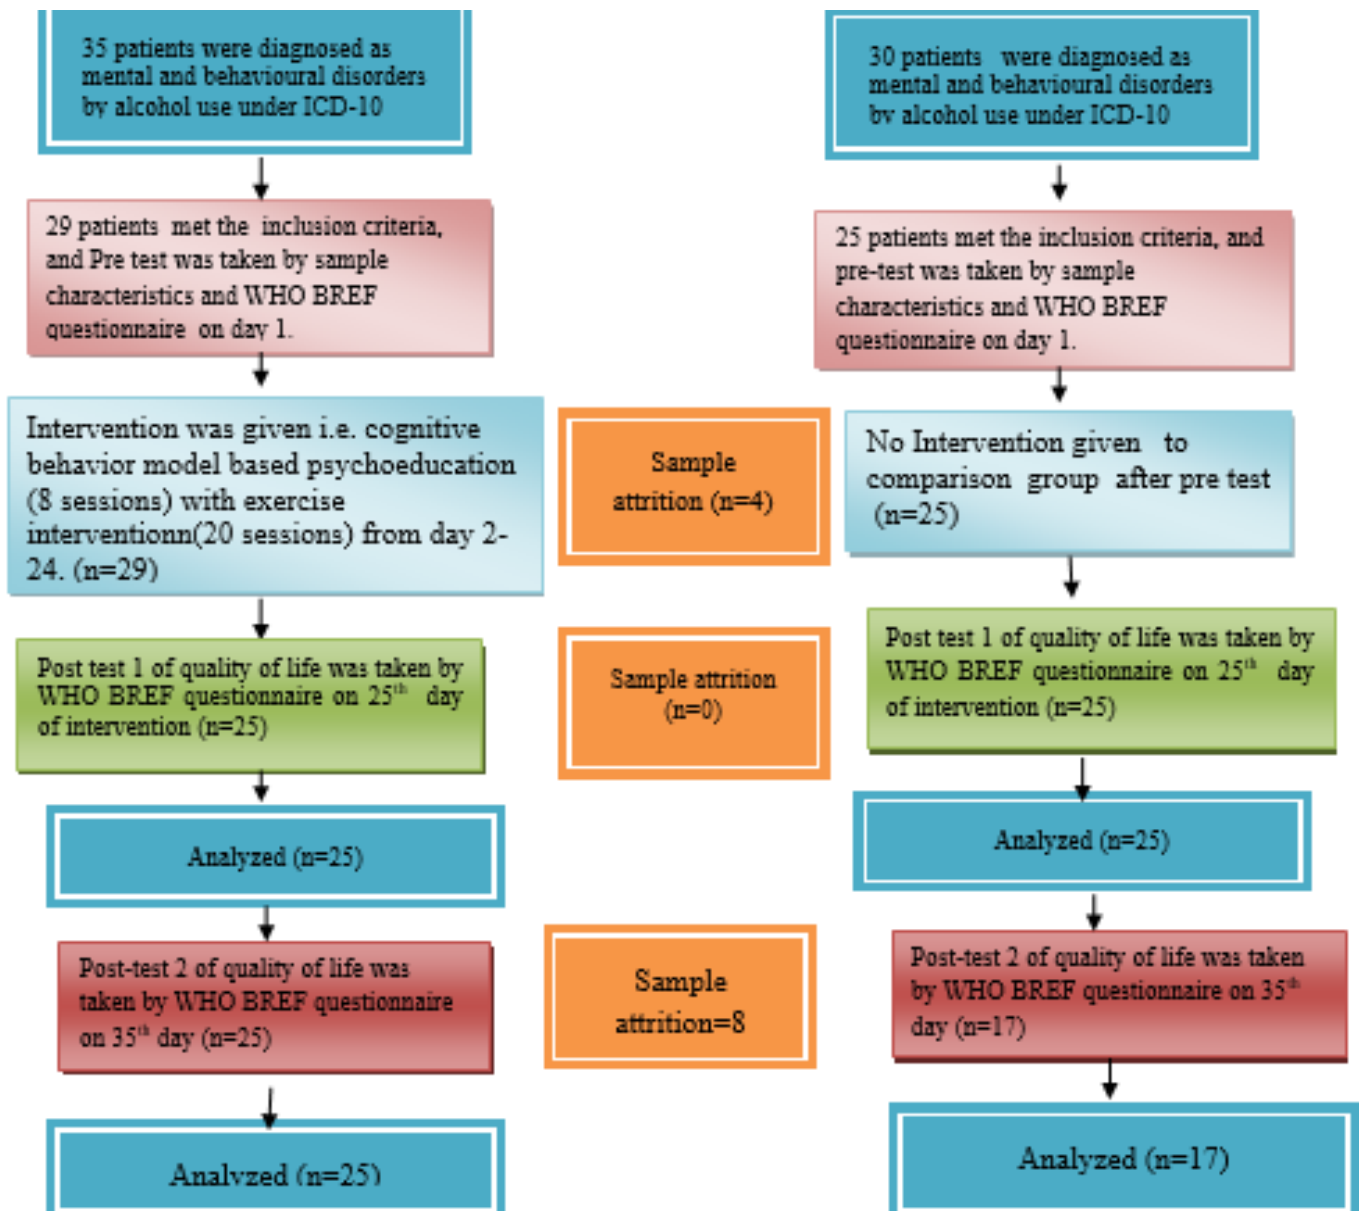 35 patients were diagnosed as
mental and behavioural disorders
by alcohol use under ICD-10
30 patients were diagnosed as
mental and behavioural disorders
by alcohol use under ICD-10
29 patients met the inclusion criteria,
and Pre test was taken by sample
characteristics and WHO BREF
questionnaire on day 1.
25 patients met the inclusion criteria, and
pre-test was taken by sample
characteristics and WHO BREF
questionnaire on day 1.
Intervention was given i.e. cognitive
behavior model based psychoeducation
(8 sessions) with exercise
interventionn(20 sessions) from day 2-
24. (n=29)
Sample
attrition (n=4)
No Intervention given to
comparison group after pre test
(n=25)
Post test 1 of quality of life was taken by
WHO BREF questionnaire on 25th day
of intervention (n=25)
Sample attrition
(n=0)
Post test 1 of quality of life was taken by
WHO BREF questionnaire on 25th day
of intervention (n=25)
Analyzed (n=25)
Analyzed (n=25)
Post-test 2 of quality of life was
taken by WHO BREF questionnaire
on 35th day (n=25)
Sample
attrition=8
Post-test 2 of quality of life was taken
by WHO BREF questionnaire on 35th
day (n=17)
Analyzed (n=25)
Analyzed (n=17)